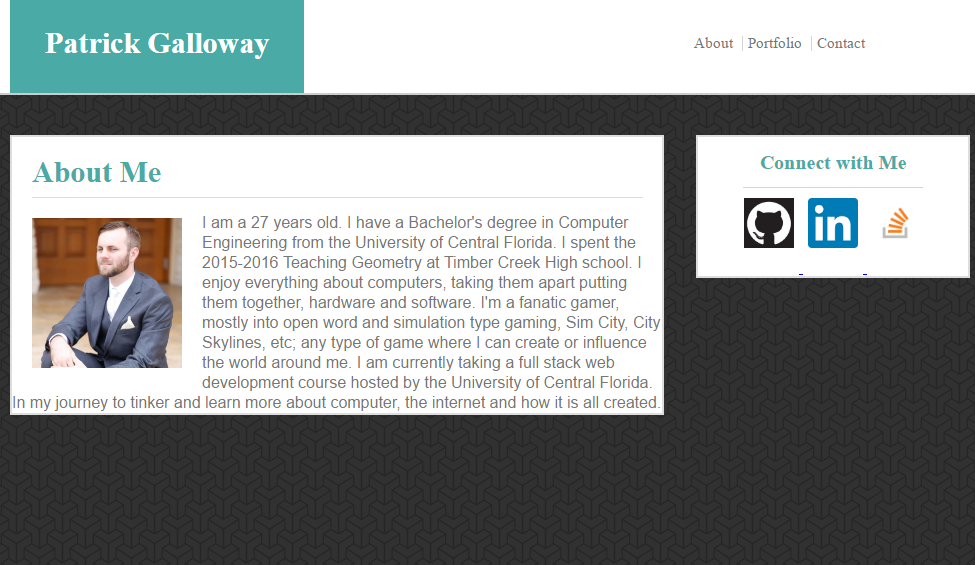 Patrick Galloway
About
Portfolio
Contact
About Me
I am a 27 years old. I have a Bachelor's degree in Computer
Engineering from the University of Central Florida. I spent the
2015-2016 Teaching Geometry at Timber Creek High school. I
enjoy everything about computers, taking them apart putting
them together, hardware and software. I'm a fanatic gamer,
mostly into open word and simulation type gaming, Sim City, City
Skylines, etc; any type of game where I can create or influence
the world around me. I am currently taking a full stack web
development course hosted by the University of Central Florida.
In my journey to tinker and learn more about computer, the internet and how it is all created.
Connect with Me
in